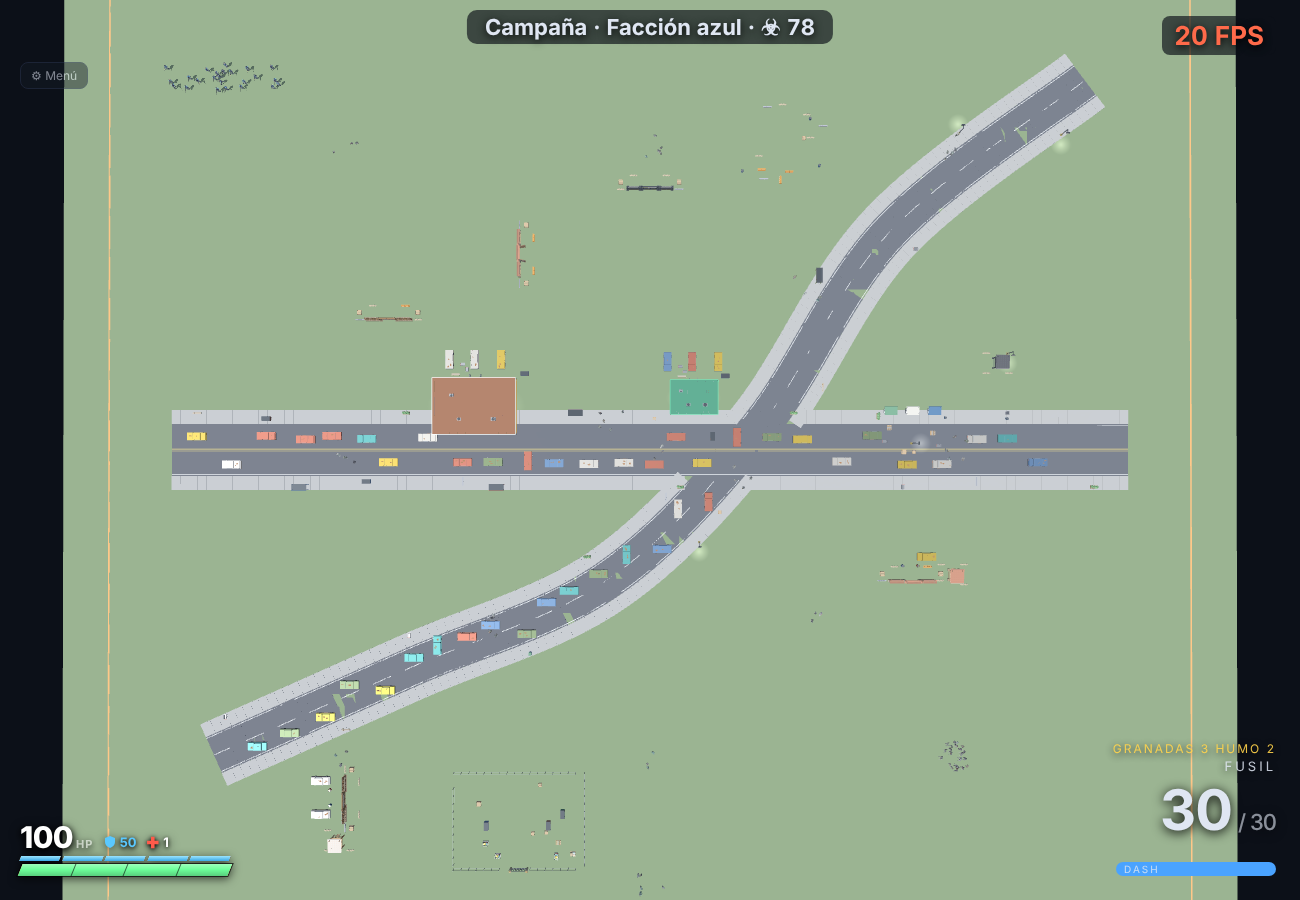 Campaña · Facción azul · ☣ 78
20 FPS
⚙ Menú
GRANADAS 3 HUMO 2
FUSIL
30 / 30
100 HP 50 1
DASH